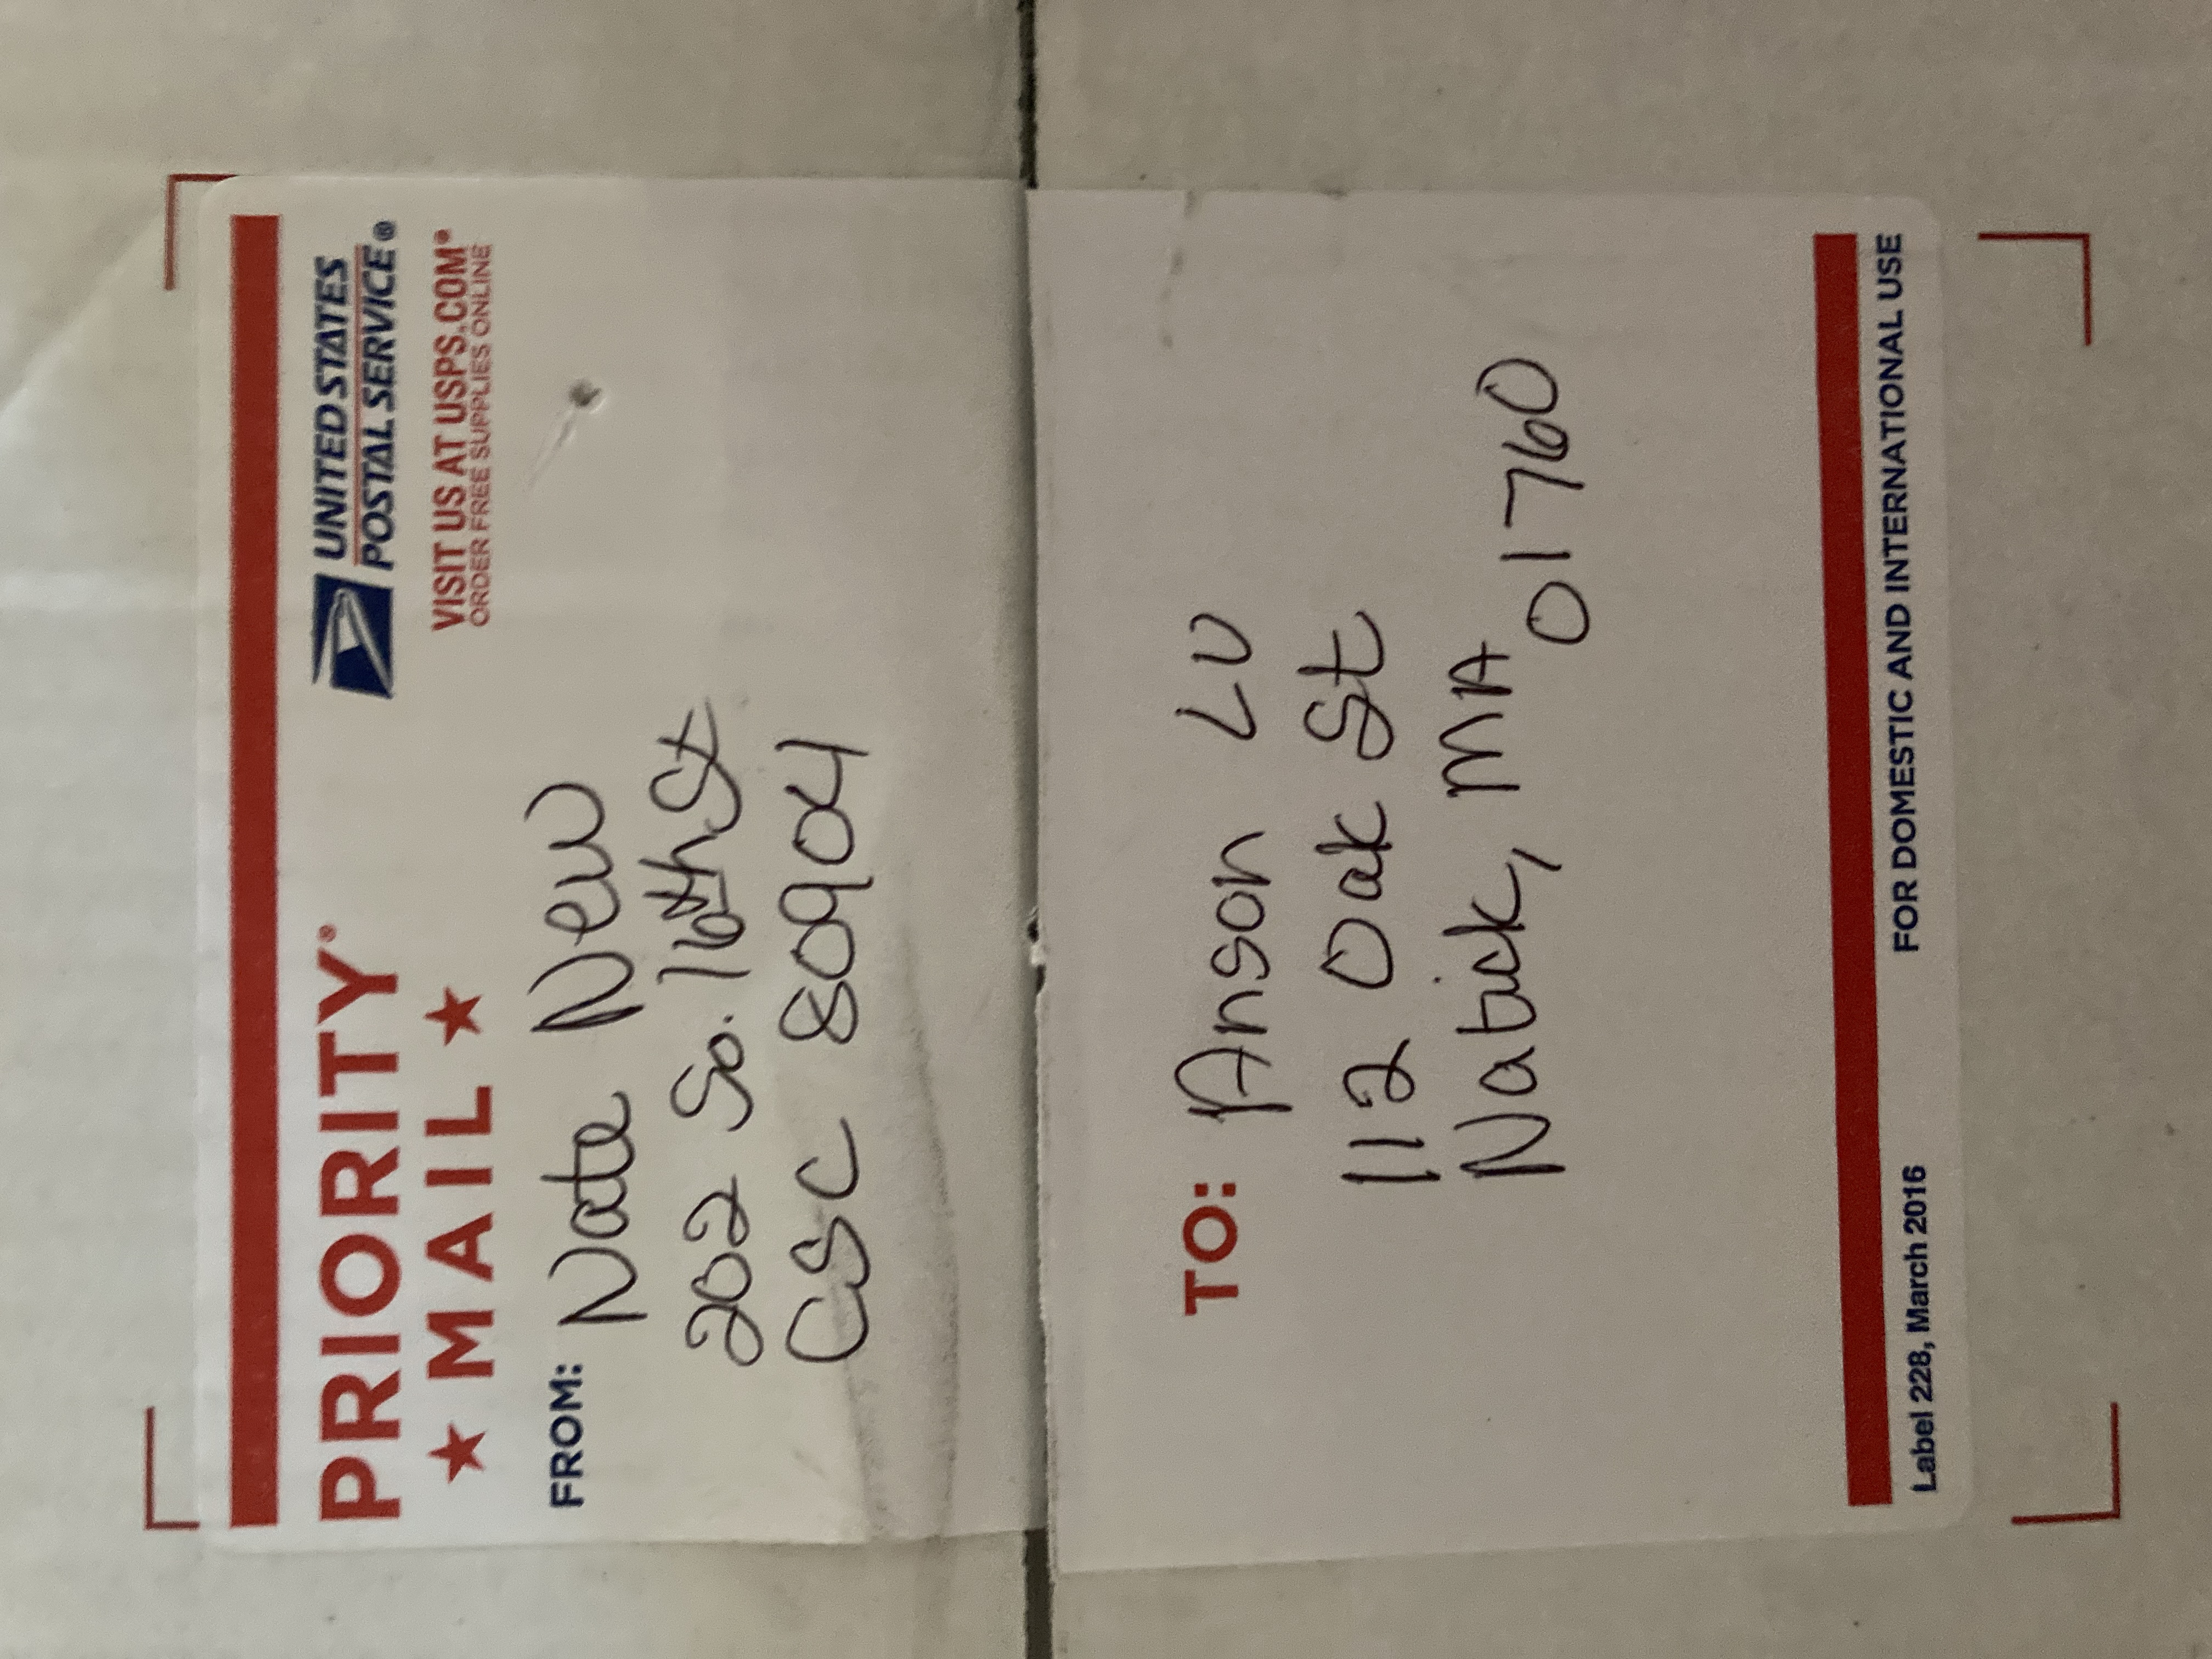 PRIORITY®
★ MAIL ★
UNITED STATES
POSTAL SERVICE®
VISIT US AT USPS.COM®
ORDER FREE SUPPLIES ONLINE
FROM: Nate New
202 So. 16th St
CSC 80904
TO: Anson LU
112 Oak St
Natick, MA
01760
Label 228, March 2016
FOR DOMESTIC AND INTERNATIONAL USE